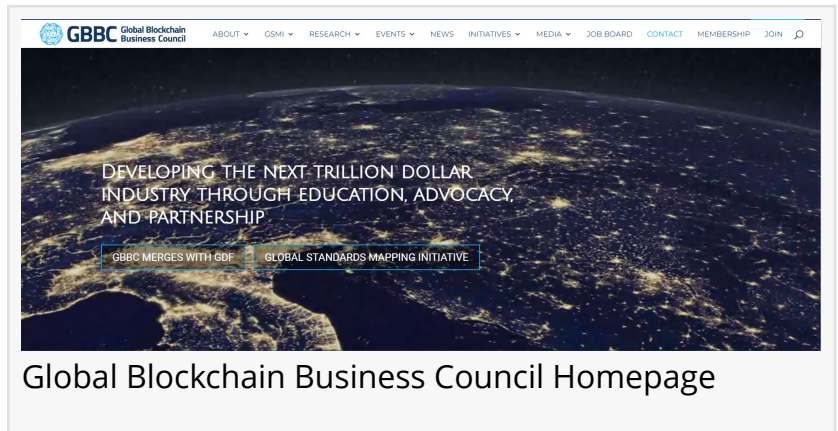 GBBC Global Blockchain
Business Council
ABOUT GSMI RESEARCH EVENTS NEWS INITIATIVES MEDIA JOB BOARD CONTACT MEMBERSHIP JOIN
DEVELOPING THE NEXT TRILLION DOLLAR
INDUSTRY THROUGH EDUCATION, ADVOCACY,
AND PARTNERSHIP
GBBC MERGES WITH GDF GLOBAL STANDARDS MAPPING INITIATIVE
Global Blockchain Business Council Homepage